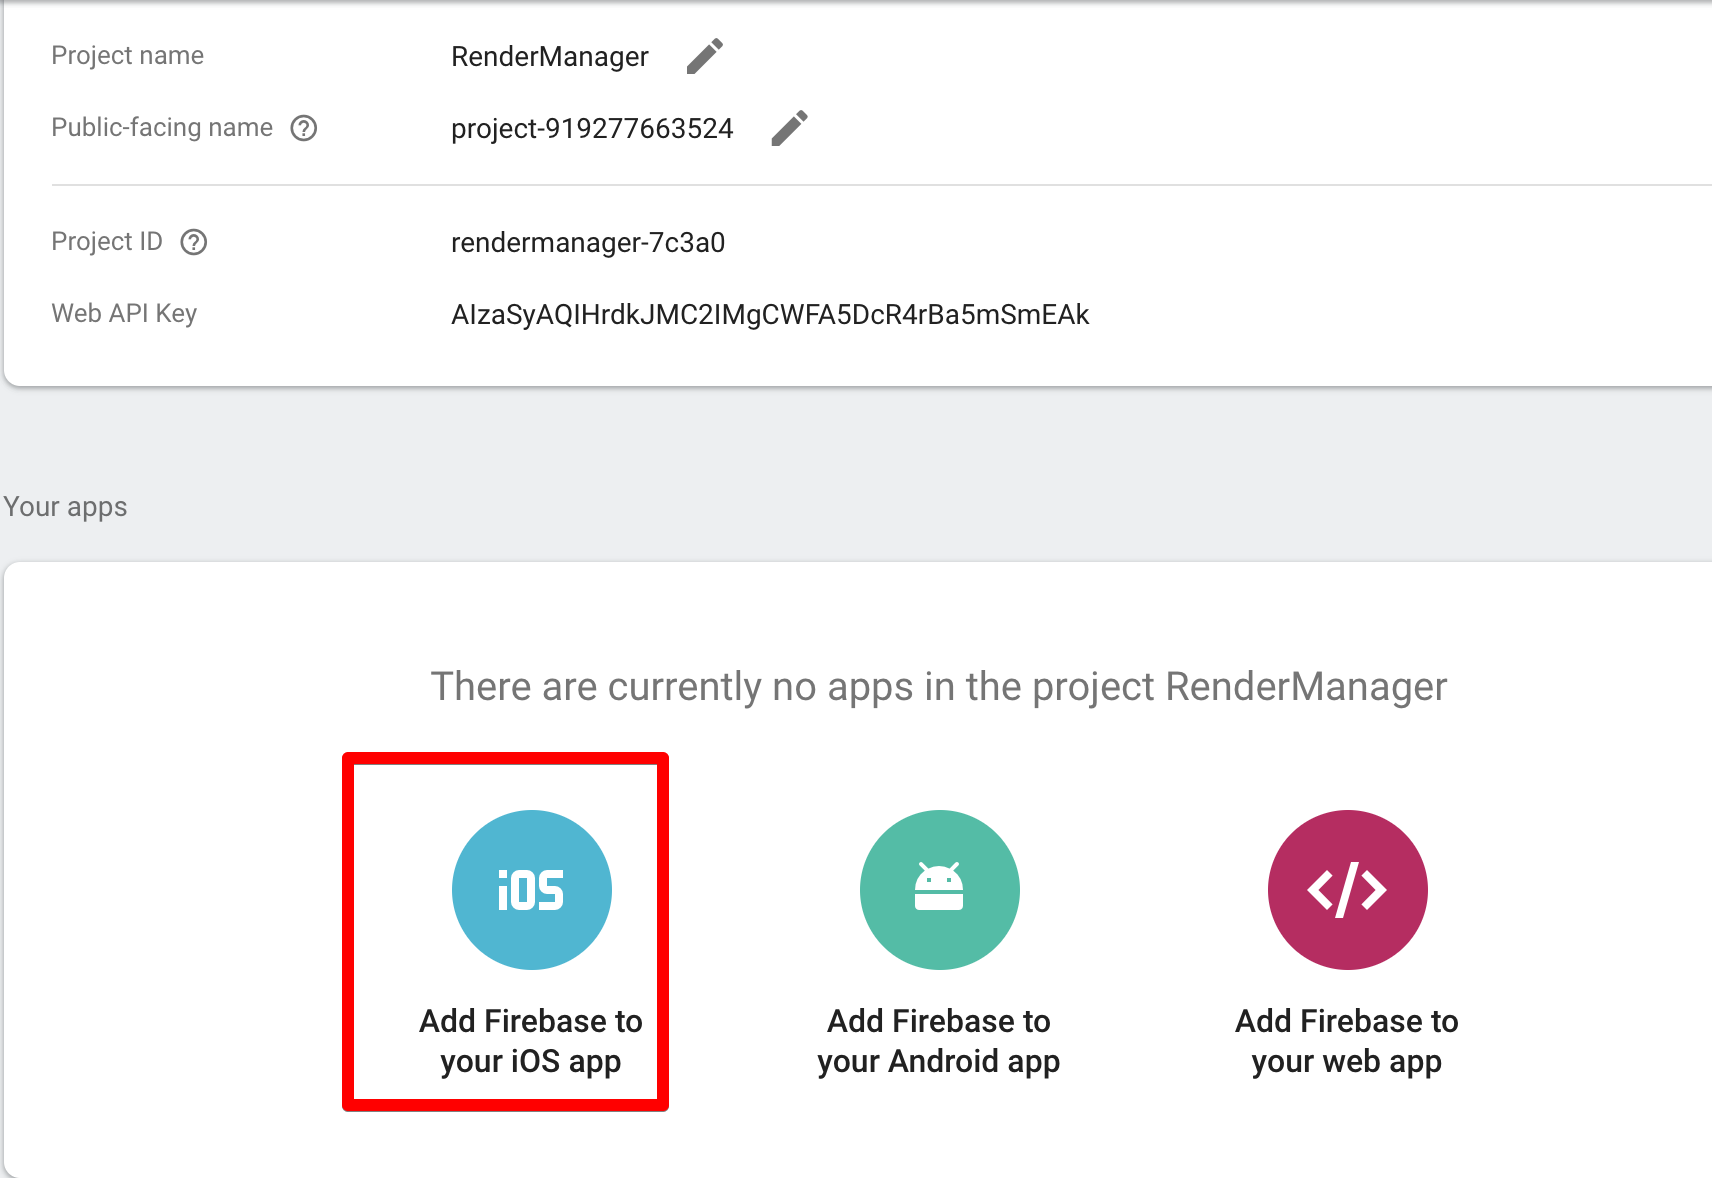 Project name
RenderManager
Public-facing name
project-919277663524
Project ID
rendermanager-7c3a0
Web API Key
AIzaSyAQIHrdkJMC2IMgCWFA5DcR4rBa5mSmEAk
Your apps
There are currently no apps in the project RenderManager
iOS
</>
Add Firebase to
your iOS app
Add Firebase to
your Android app
Add Firebase to
your web app